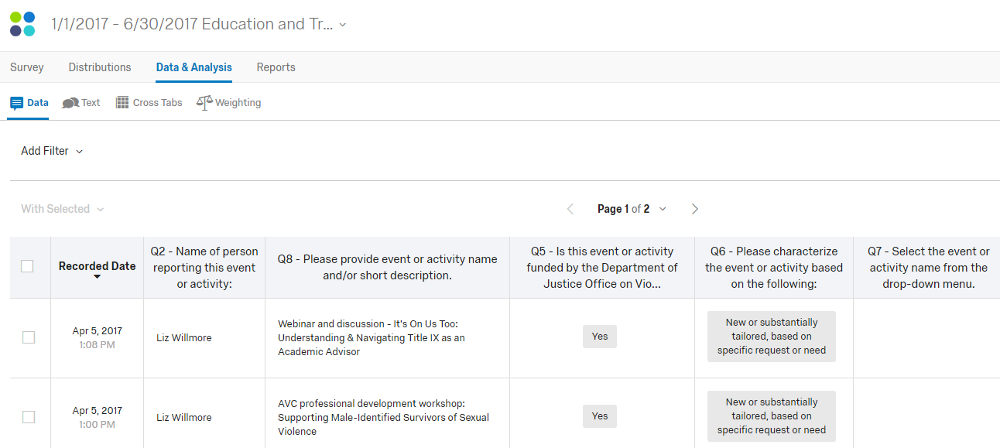 1/1/2017 - 6/30/2017 Education and Tr...
Survey Distributions Data & Analysis Reports
Data Text Cross Tabs Weighting
Add Filter
With Selected
Page 1 of 2
Recorded Date
Q2 - Name of person
reporting this event
or activity:
Q8 - Please provide event or activity name
and/or short description.
Q5 - Is this event or activity
funded by the Department of
Justice Office on Vio...
Q6 - Please characterize
the event or activity based
on the following:
Q7 - Select the event or
activity name from the
drop-down menu.
Apr 5, 2017
1:08 PM
Liz Willmore
Webinar and discussion - It's On Us Too:
Understanding & Navigating Title IX as an
Academic Advisor
Yes
New or substantially
tailored, based on
specific request or need
Apr 5, 2017
1:00 PM
Liz Willmore
AVC professional development workshop:
Supporting Male-Identified Survivors of Sexual
Violence
Yes
New or substantially
tailored, based on
specific request or need